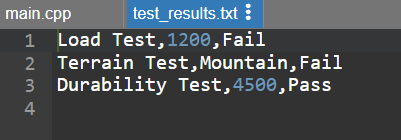 main.cpp test_results.txt
1 Load Test,1200,Fail
2 Terrain Test,Mountain,Fail
3 Durability Test,4500,Pass
4